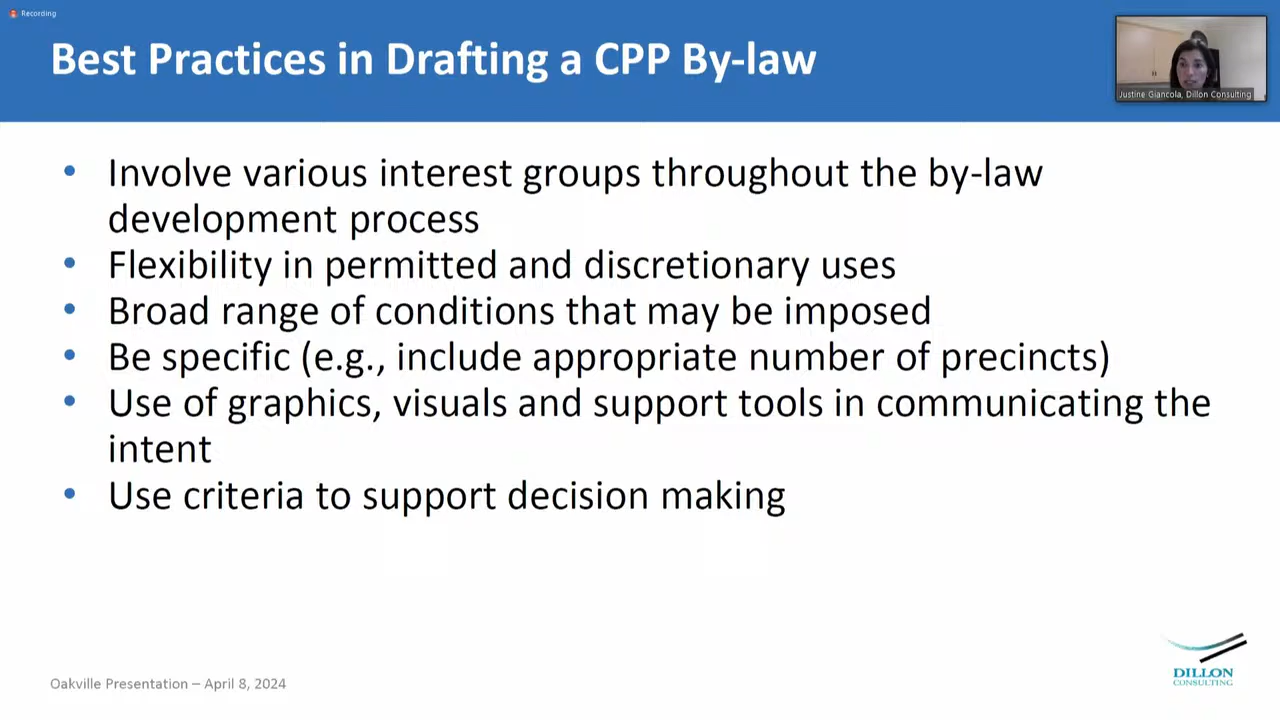 Recording
Best Practices in Drafting a CPP By-law
Justine Giancola, Dillon Consulting
• Involve various interest groups throughout the by-law
development process
• Flexibility in permitted and discretionary uses
• Broad range of conditions that may be imposed
• Be specific (e.g., include appropriate number of precincts)
• Use of graphics, visuals and support tools in communicating the
intent
• Use criteria to support decision making
Oakville Presentation – April 8, 2024
DILLON
CONSULTING